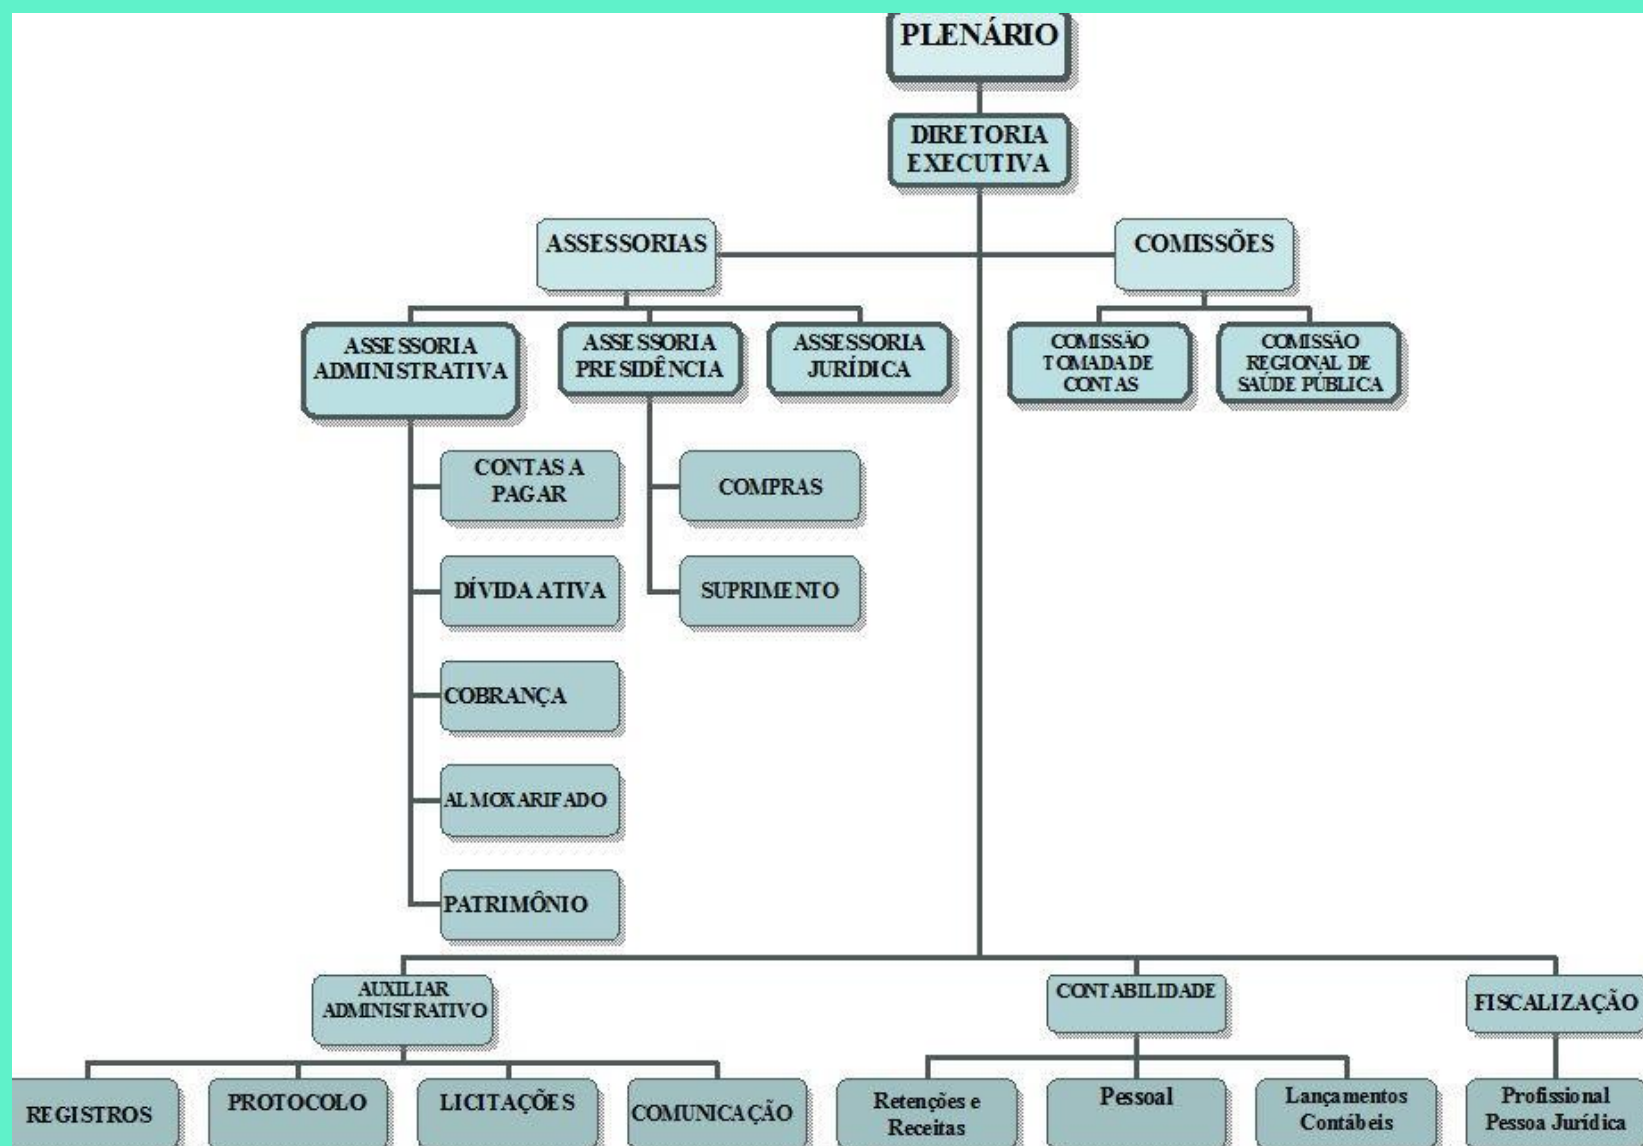 PLENÁRIO
DIRETORIA
EXECUTIVA
ASSESSORIAS
COMISSÕES
ASSESSORIA
ADMINISTRATIVA
ASSESSORIA
PRESIDÊNCIA
ASSESSORIA
JURÍDICA
COMISSÃO
TOMADA DE
CONTAS
COMISSÃO
REGIONAL DE
SAÚDE PÚBLICA
CONTAS A
PAGAR
COMPRAS
DÍVIDA ATIVA
SUPRIMENTO
COBRANÇA
ALMOXARIFADO
PATRIMÔNIO
AUXILIAR
ADMINISTRATIVO
CONTABILIDADE
FISCALIZAÇÃO
REGISTROS
PROTOCOLO
LICITAÇÕES
COMUNICAÇÃO
Retenções e
Receitas
Pessoal
Lançamentos
Contábeis
Profissional
Pessoa Jurídica